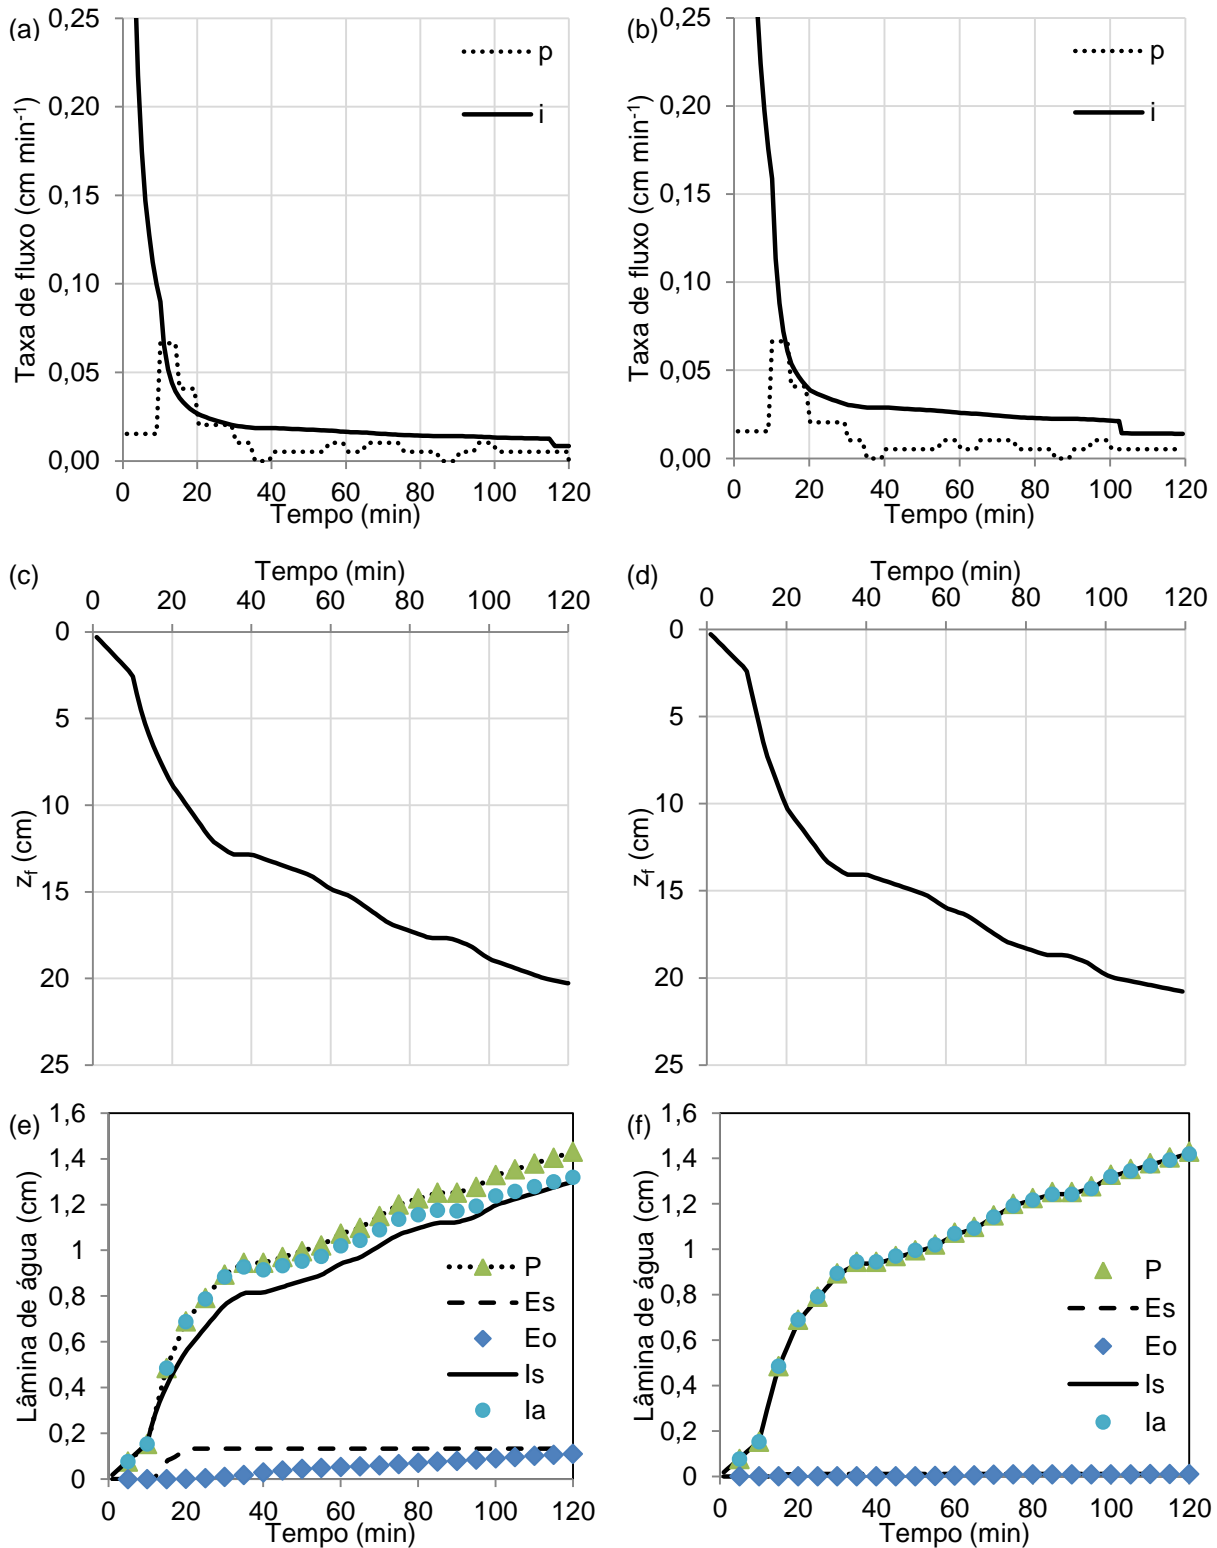 (a)
0,25
0,20
0,15
0,10
0,05
0,00
Taxa de fluxo (cm min⁻¹)
p
i
0 20 40 60 80 100 120
Tempo (min)
(b)
0,25
0,20
0,15
0,10
0,05
0,00
Taxa de fluxo (cm min⁻¹)
p
i
0 20 40 60 80 100 120
Tempo (min)
(c)
Tempo (min)
0 20 40 60 80 100 120
0
5
10
15
20
25
z_f (cm)
(d)
Tempo (min)
0 20 40 60 80 100 120
0
5
10
15
20
25
z_f (cm)
(e)
1,6
1,4
1,2
1
0,8
0,6
0,4
0,2
0
Lâmina de água (cm)
P
Es
Eo
Is
Ia
0 20 40 60 80 100 120
Tempo (min)
(f)
1,6
1,4
1,2
1
0,8
0,6
0,4
0,2
0
Lâmina de água (cm)
P
Es
Eo
Is
Ia
0 20 40 60 80 100 120
Tempo (min)